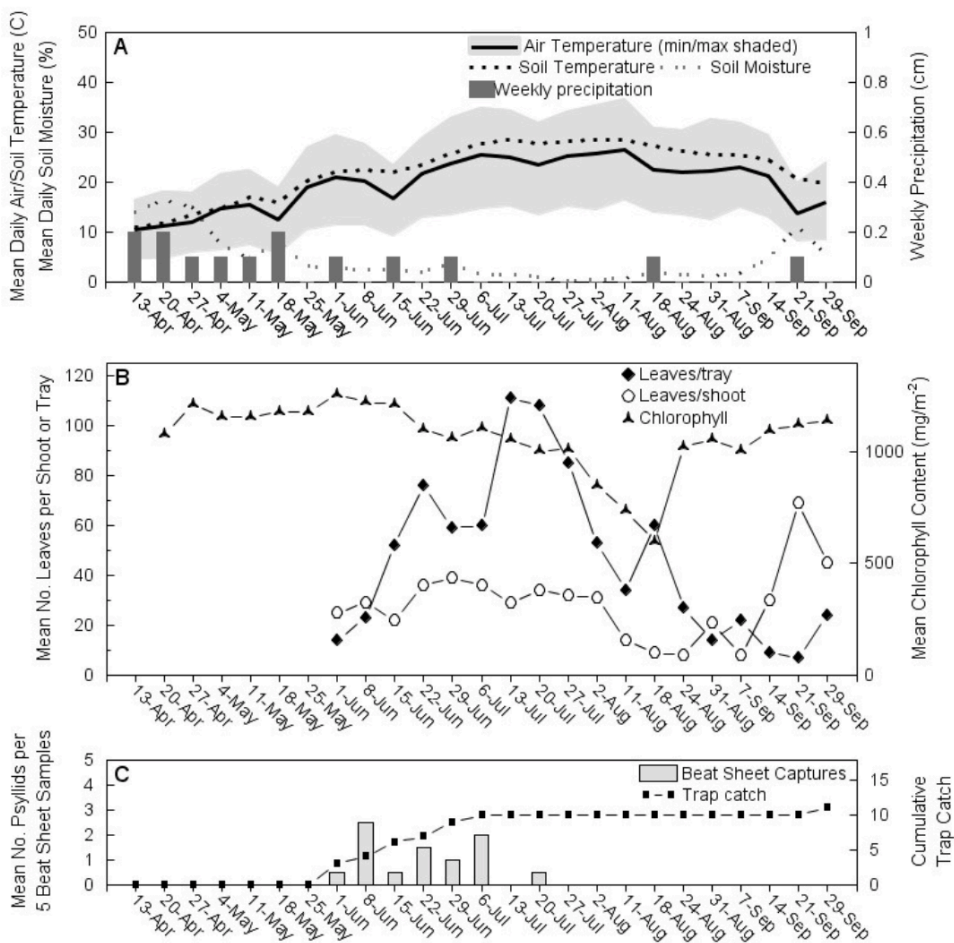 A
Mean Daily Air/Soil Temperature (C)
Mean Daily Soil Moisture (%)
50
40
30
20
10
0
Air Temperature (min/max shaded)
Soil Temperature
Soil Moisture
Weekly precipitation
1
0.8
0.6
0.4
0.2
0
Weekly Precipitation (cm)
13-Apr
20-Apr
27-Apr
4-May
11-May
18-May
25-May
1-Jun
8-Jun
15-Jun
22-Jun
29-Jun
6-Jul
13-Jul
20-Jul
27-Jul
2-Aug
11-Aug
18-Aug
24-Aug
31-Aug
7-Sep
14-Sep
21-Sep
29-Sep
B
Mean No. Leaves per Shoot or Tray
120
100
80
60
40
20
0
Leaves/tray
Leaves/shoot
Chlorophyll
1000
500
0
Mean Chlorophyll Content (mg/m⁻²)
13-Apr
20-Apr
27-Apr
4-May
11-May
18-May
25-May
1-Jun
8-Jun
15-Jun
22-Jun
29-Jun
6-Jul
13-Jul
20-Jul
27-Jul
2-Aug
11-Aug
18-Aug
24-Aug
31-Aug
7-Sep
14-Sep
21-Sep
29-Sep
C
Mean No. Psyllids per
5 Beat Sheet Samples
5
4
3
2
1
0
Beat Sheet Captures
Trap catch
15
10
5
0
Cumulative
Trap Catch
13-Apr
20-Apr
27-Apr
4-May
11-May
18-May
25-May
1-Jun
8-Jun
15-Jun
22-Jun
29-Jun
6-Jul
13-Jul
20-Jul
27-Jul
2-Aug
11-Aug
18-Aug
24-Aug
31-Aug
7-Sep
14-Sep
21-Sep
29-Sep